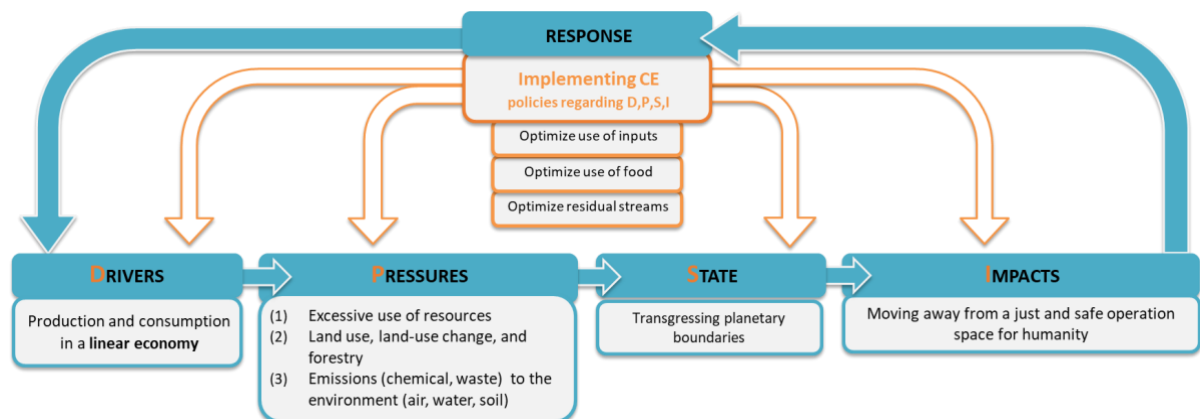 RESPONSE
Implementing CE
policies regarding D,P,S,I
Optimize use of inputs
Optimize use of food
Optimize residual streams
DRIVERS
Production and consumption
in a linear economy
PRESSURES
(1) Excessive use of resources
(2) Land use, land-use change, and
forestry
(3) Emissions (chemical, waste) to the
environment (air, water, soil)
STATE
Transgressing planetary
boundaries
IMPACTS
Moving away from a just and safe operation
space for humanity